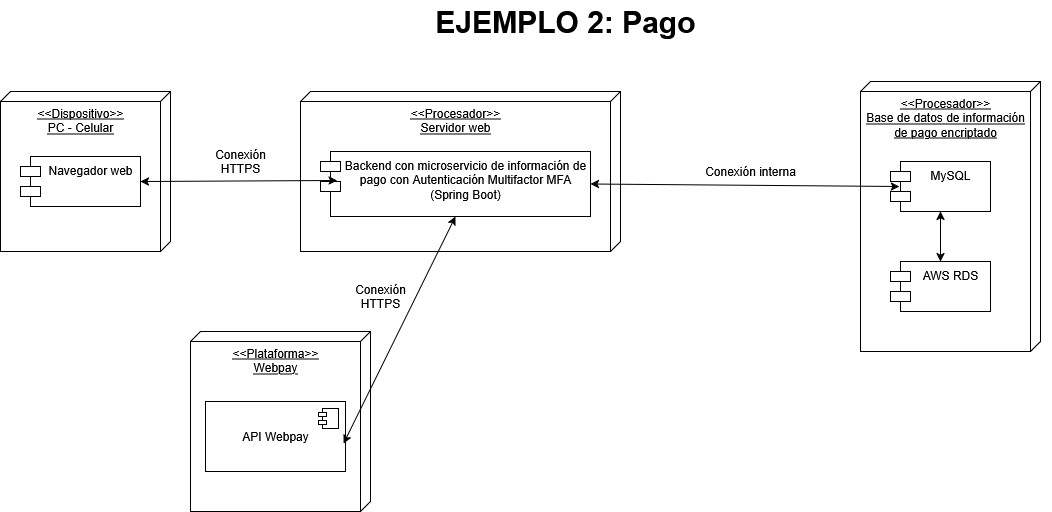 EJEMPLO 2: Pago
<<Dispositivo>>
PC - Celular
Navegador web
Conexión
HTTPS
<<Procesador>>
Servidor web
Backend con microservicio de información de
pago con Autenticación Multifactor MFA
(Spring Boot)
Conexión interna
<<Procesador>>
Base de datos de información
de pago encriptado
MySQL
AWS RDS
Conexión
HTTPS
<<Plataforma>>
Webpay
API Webpay